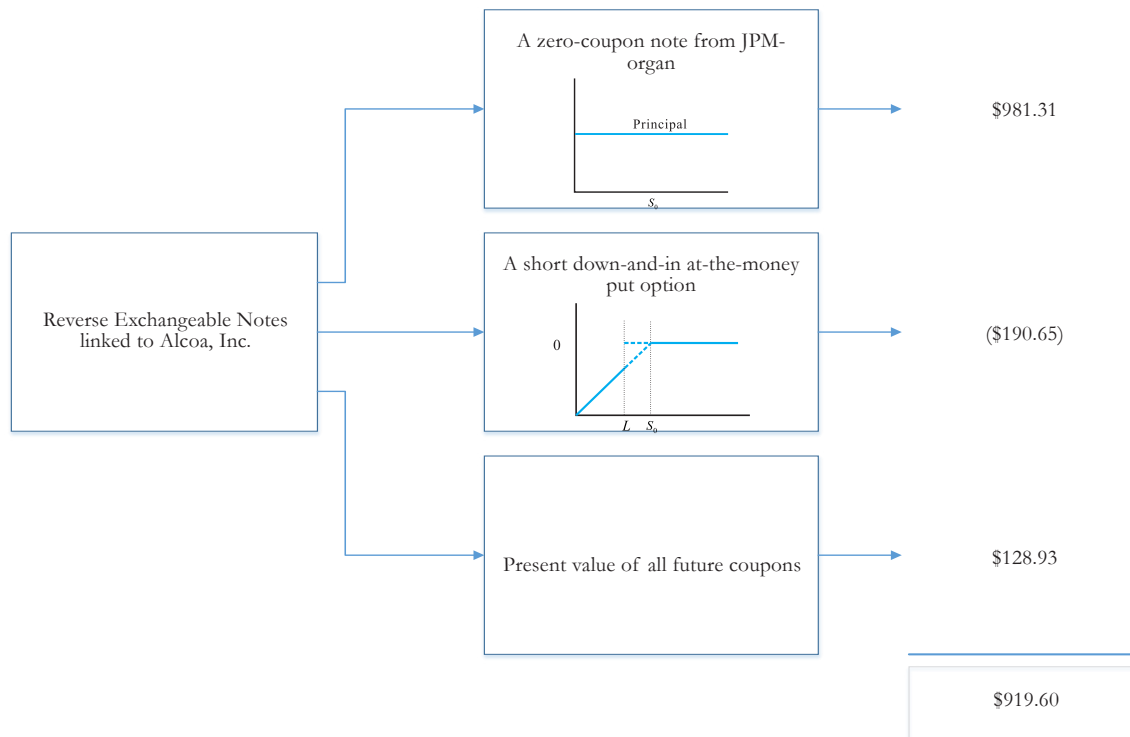 A zero-coupon note from JPM-
organ
Principal
S₀
$981.31
Reverse Exchangeable Notes
linked to Alcoa, Inc.
A short down-and-in at-the-money
put option
0
L
S₀
($190.65)
Present value of all future coupons
$128.93
$919.60